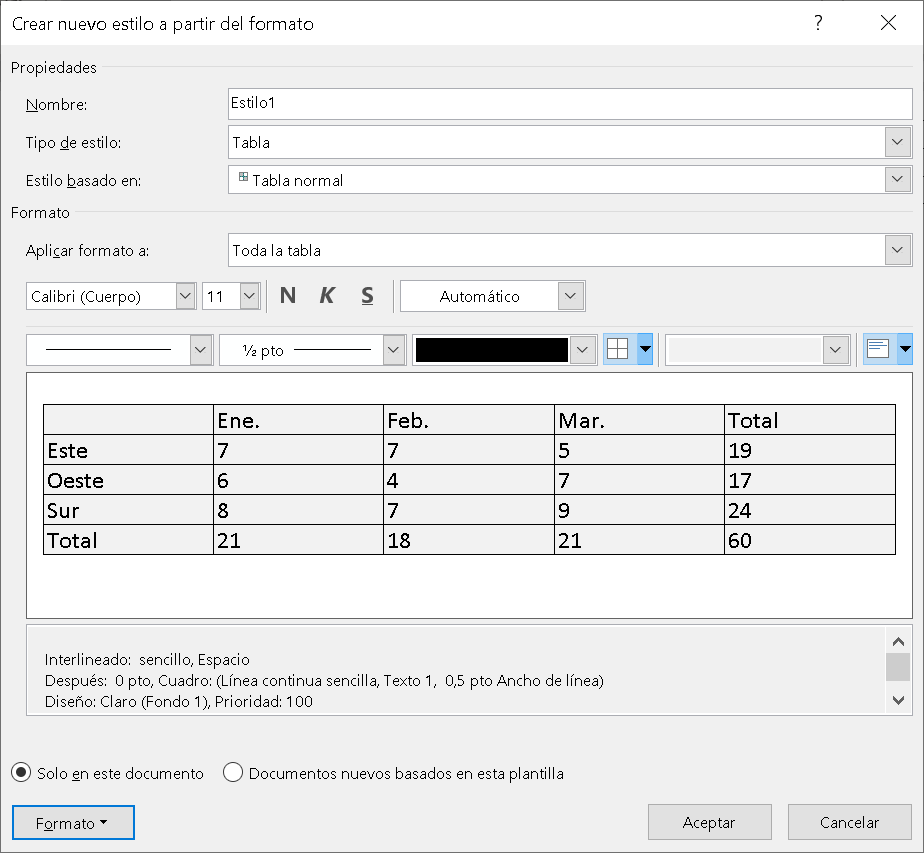 Crear nuevo estilo a partir del formato ?
Propiedades
Nombre: Estilo1
Tipo de estilo: Tabla
Estilo basado en: Tabla normal
Formato
Aplicar formato a: Toda la tabla
Calibri (Cuerpo) 11 N K S Automático
½ pto
Ene. Feb. Mar. Total
Este 7 7 5 19
Oeste 6 4 7 17
Sur 8 7 9 24
Total 21 18 21 60
Interlineado:  sencillo, Espacio
Después:  0 pto, Cuadro: (Línea continua sencilla, Texto 1,  0,5 pto Ancho de línea)
Diseño: Claro (Fondo 1), Prioridad: 100
Solo en este documento Documentos nuevos basados en esta plantilla
Formato Aceptar Cancelar